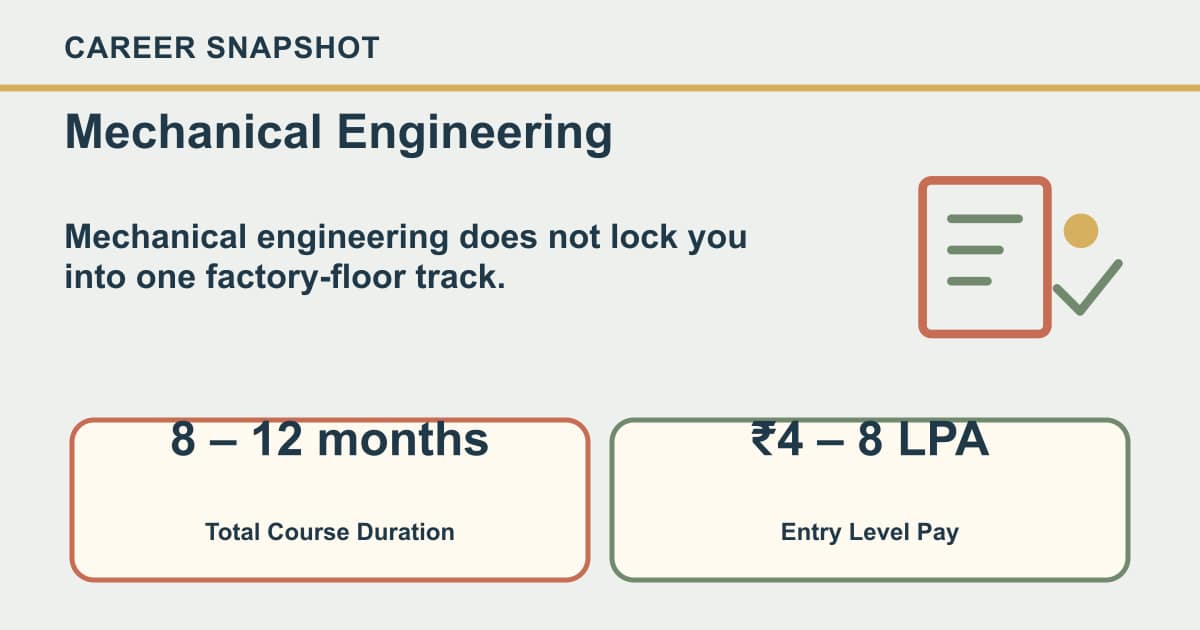 CAREER SNAPSHOT
Mechanical Engineering
Mechanical engineering does not lock you
into one factory-floor track.
8 – 12 months
Total Course Duration
₹4 – 8 LPA
Entry Level Pay